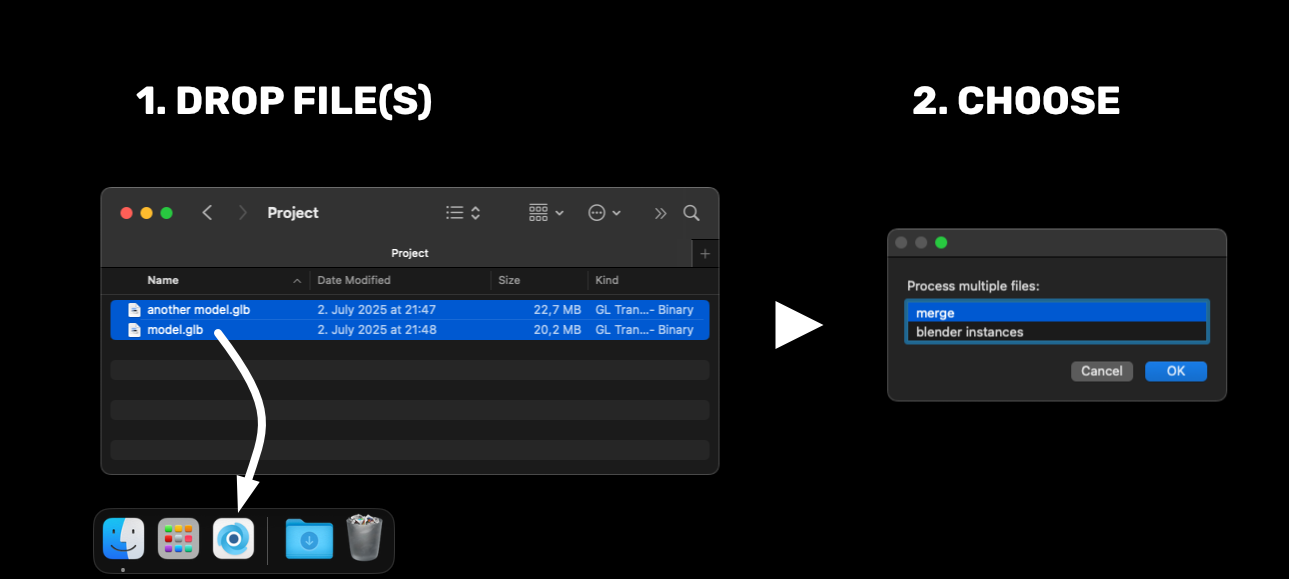 1. DROP FILE(S)
2. CHOOSE
Project
Project
Name Date Modified Size Kind
another model.glb 2. July 2025 at 21:47 22,7 MB GL Tran...- Binary
model.glb 2. July 2025 at 21:48 20,2 MB GL Tran...- Binary
Process multiple files:
merge
blender instances
Cancel OK